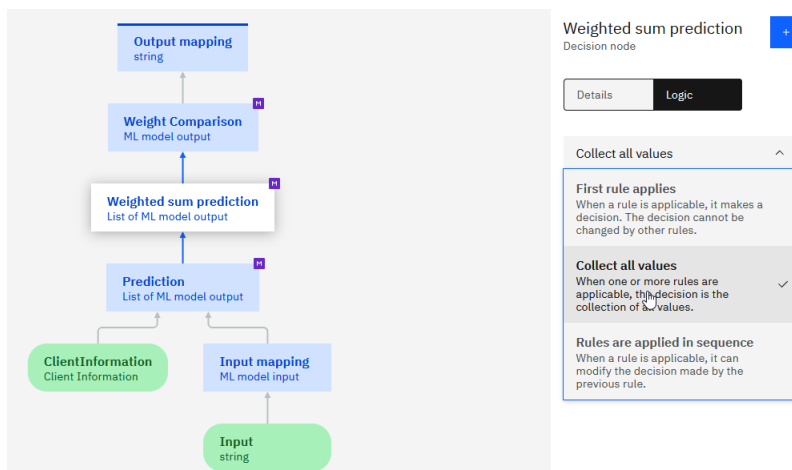 Output mapping
string
M
Weight Comparison
ML model output
M
Weighted sum prediction
List of ML model output
M
Prediction
List of ML model output
ClientInformation
Client Information
Input mapping
ML model input
Input
string
Weighted sum prediction
Decision node
+
Details
Logic
Collect all values
First rule applies
When a rule is applicable, it makes a
decision. The decision cannot be
changed by other rules.
Collect all values
When one or more rules are
applicable, the decision is the
collection of all values.
Rules are applied in sequence
When a rule is applicable, it can
modify the decision made by the
previous rule.